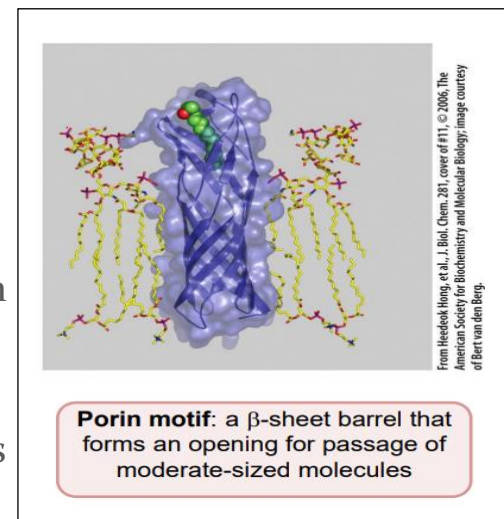 From Heedeok Hong, et al., J. Biol. Chem. 281, cover of #11, © 2006, The
American Society for Biochemistry and Molecular Biology; image courtesy
of Bert van den Berg.
Porin motif: a β-sheet barrel that
forms an opening for passage of
moderate-sized molecules